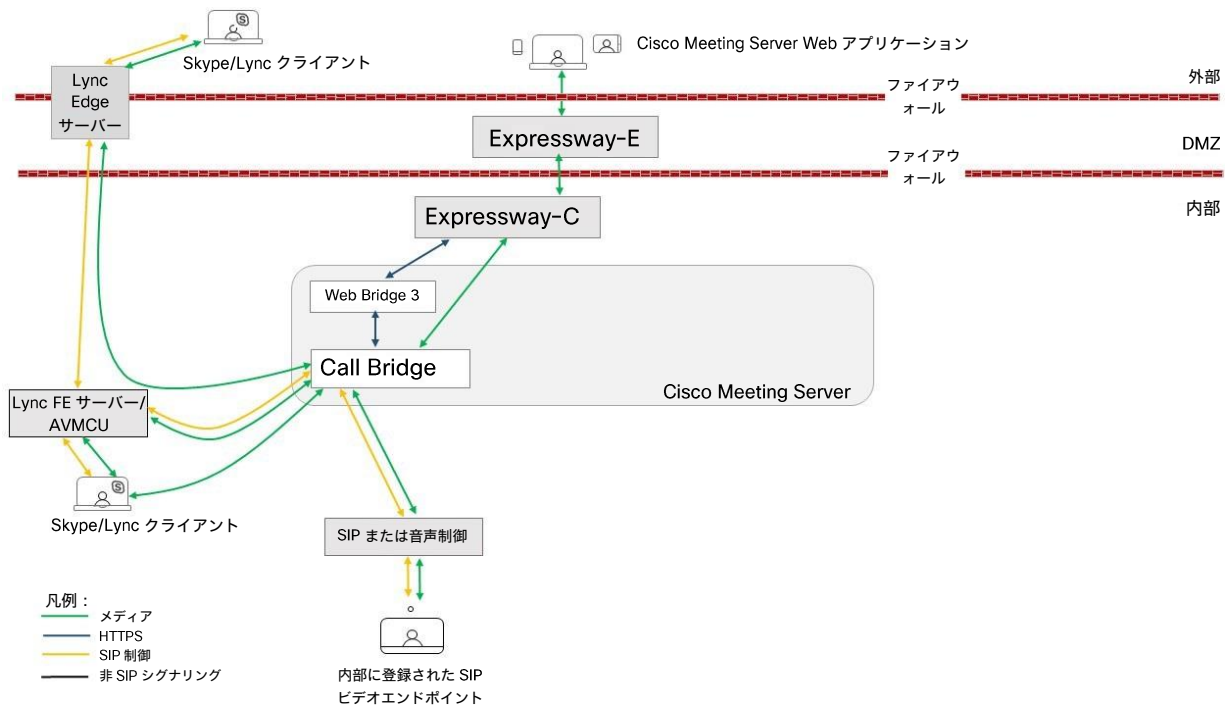 Skype/Lync クライアント
Cisco Meeting Server Web アプリケーション
Lync
Edge
サーバー
ファイアウ
ォール
外部
Expressway-E
DMZ
ファイアウ
ォール
Expressway-C
内部
Web Bridge 3
Call Bridge
Cisco Meeting Server
Lync FE サーバー/
AVMCU
Skype/Lync クライアント
SIP または音声制御
内部に登録された SIP
ビデオエンドポイント
凡例：
メディア
HTTPS
SIP 制御
非 SIP シグナリング